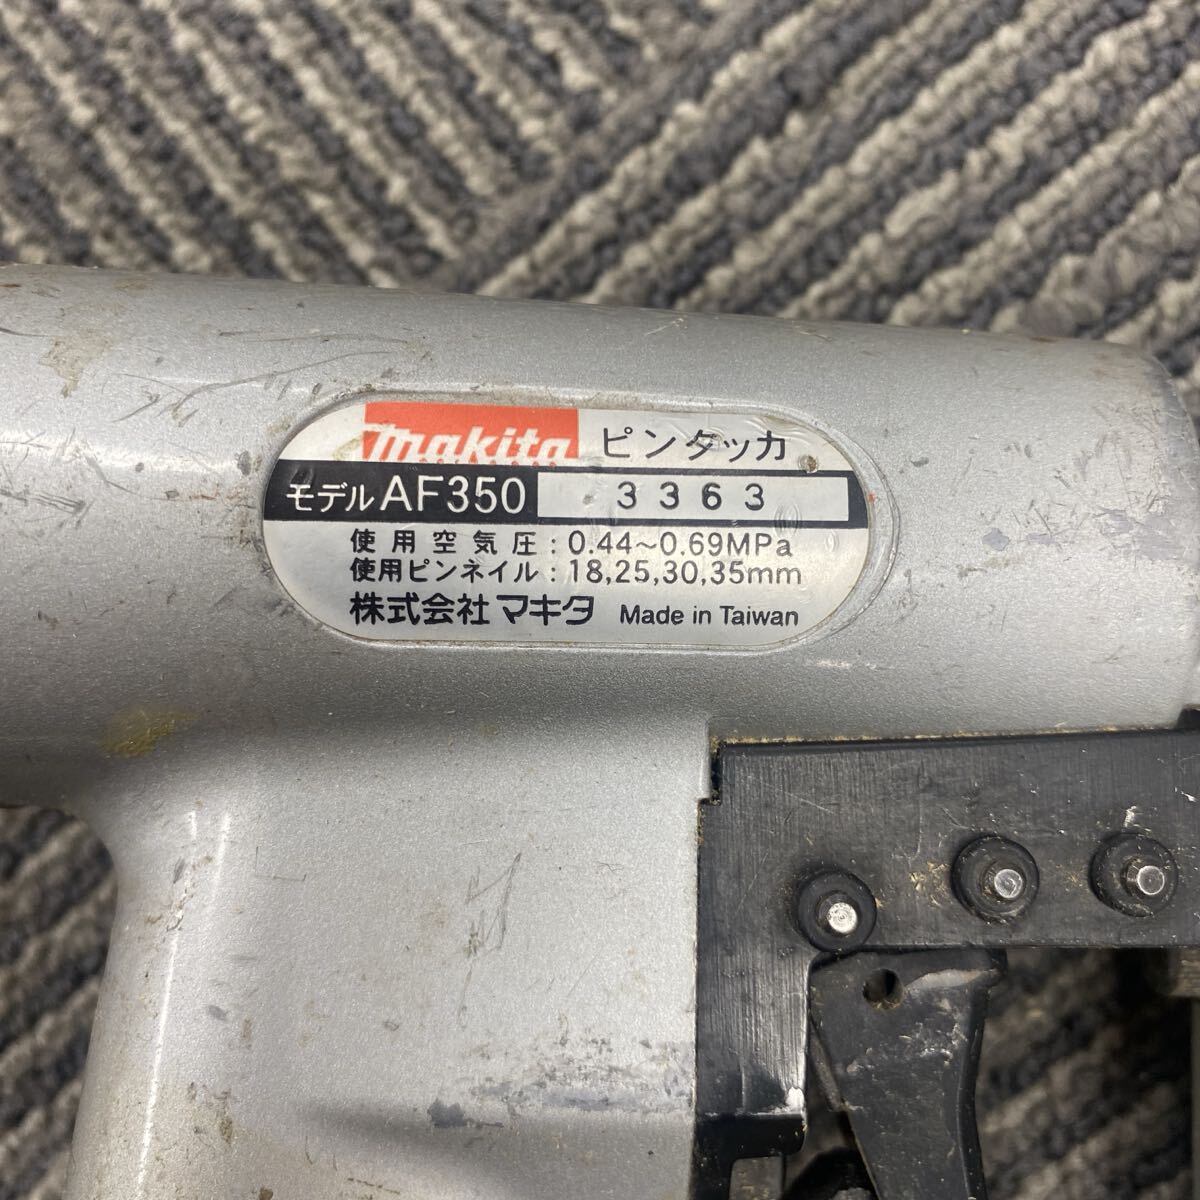 makita ピンタッカ
モデル AF350 3363
使用空気圧:0.44~0.69MPa
使用ピンネイル:18,25,30,35mm
株式会社 マキタ Made in Taiwan